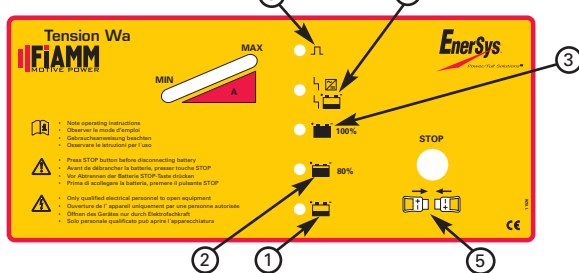 Tension Wa
FIAMM
MOTIVE POWER
MIN
MAX
A
EnerSys
Power/Full Solutions®
3
100%
80%
STOP
• Note operating instructions
• Observer le mode d'emploi
• Gebrauchsanweisung beachten
• Osservare le istruzioni per l'uso
• Press STOP button before disconnecting battery
• Avant de débrancher la batterie, presser touche STOP
• Vor Abtrennen der Batterie STOP-Taste drücken
• Prima di scollegare la batteria, premere il pulsante STOP
• Only qualified electrical personnel to open equipment
• Ouverture de l' appareil uniquement par une personne autorisée
• Öffnen das Gerätes nur durch Elektrofachkraft
• Solo personale qualificato può aprire l'apparecchiatura
CE
2
1
5